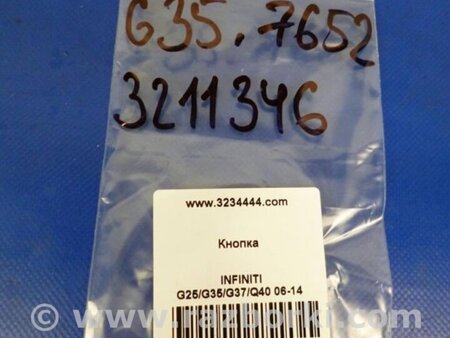 G35.7652
3211346
www.3234444.com
Кнопка
INFINITI
G25/G35/G37/Q40 06-14
© www.razborki.com